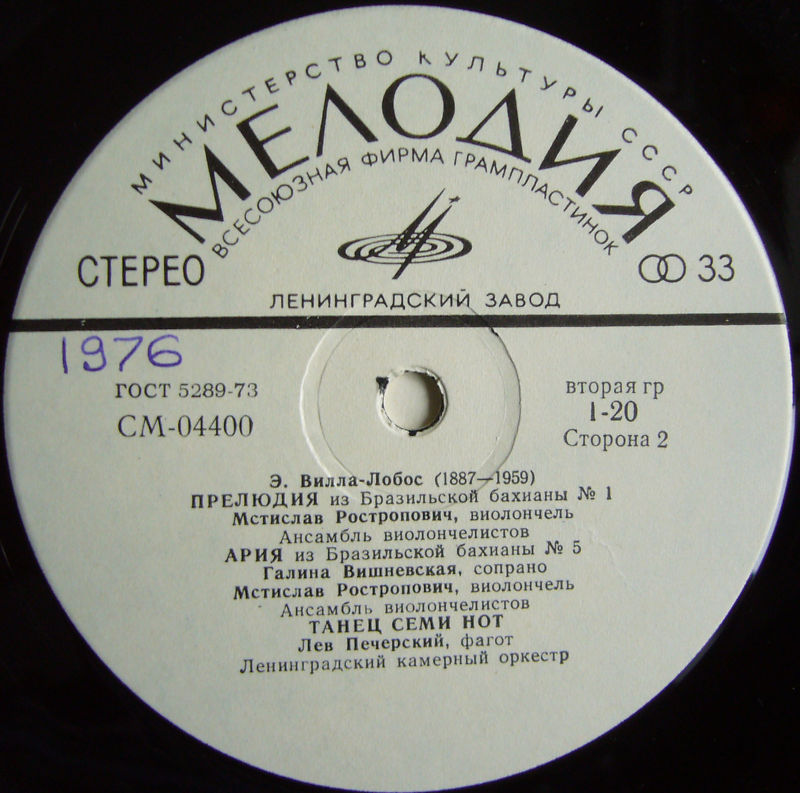 МИНИСТЕРСТВО КУЛЬТУРЫ СССР
МЕЛОДИЯ
ВСЕСОЮЗНАЯ ФИРМА ГРАМПЛАСТИНОК
СТЕРЕО
33
ЛЕНИНГРАДСКИЙ ЗАВОД
1976
ГОСТ 5289-73
СМ-04400
вторая гр
1-20
Сторона 2
Э. Вилла-Лобос (1887—1959)
ПРЕЛЮДИЯ из Бразильской бахианы № 1
Мстислав Ростропович, виолончель
Ансамбль виолончелистов
АРИЯ из Бразильской бахианы № 5
Галина Вишневская, сопрано
Мстислав Ростропович, виолончель
Ансамбль виолончелистов
ТАНЕЦ СЕМИ НОТ
Лев Печерский, фагот
Ленинградский камерный оркестр